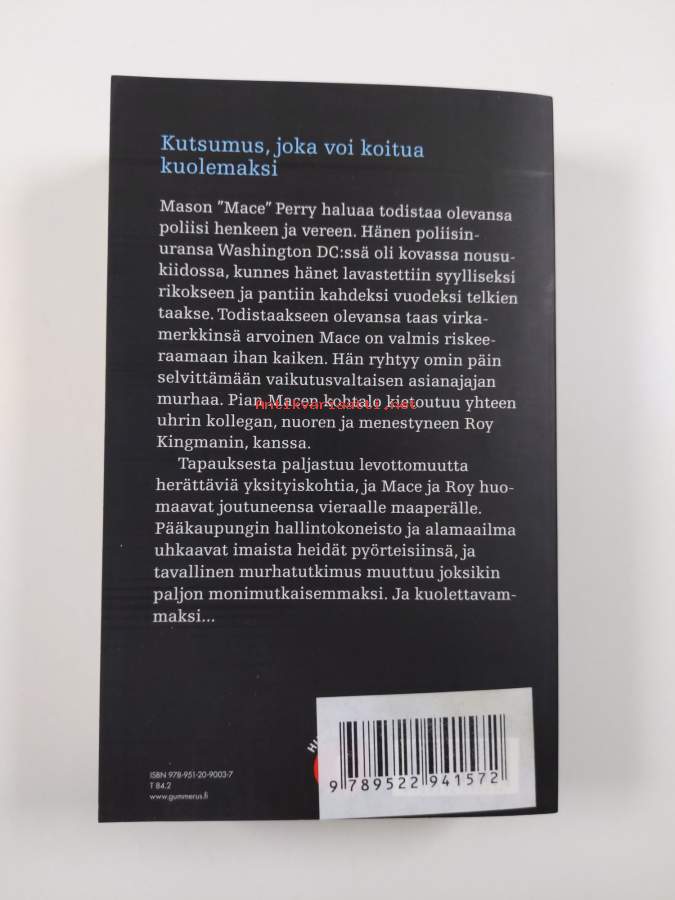 Kutsumus, joka voi koitua
kuolemaksi
Mason ”Mace” Perry haluaa todistaa olevansa
poliisi henkeen ja vereen. Hänen poliisin-
uransa Washington DC:ssä oli kovassa nousu-
kiidossa, kunnes hänet lavastettiin syylliseksi
rikokseen ja pantiin kahdeksi vuodeksi telkien
taakse. Todistaakseen olevansa taas virka-
merkkinsä arvoinen Mace on valmis riskee-
raamaan ihan kaiken. Hän ryhtyy omin päin
selvittämään vaikutusvaltaisen asianajajan
murhaa. Pian Macen kohtalo kietoutuu yhteen
Antikvariaatti.net
uhrin kollegan, nuoren ja menestyneen Roy
Kingmanin, kanssa.
Tapauksesta paljastuu levottomuutta
herättäviä yksityiskohtia, ja Mace ja Roy huo-
maavat joutuneensa vieraalle maaperälle.
Pääkaupungin hallintokoneisto ja alamaailma
uhkaavat imaista heidät pyörteisiinsä, ja
tavallinen murhatutkimus muuttuu joksikin
paljon monimutkaisemmaksi. Ja kuolettavam-
maksi...
ISBN 978-951-20-9003-7
T 84.2
www.gummerus.fi
9 789522 941572